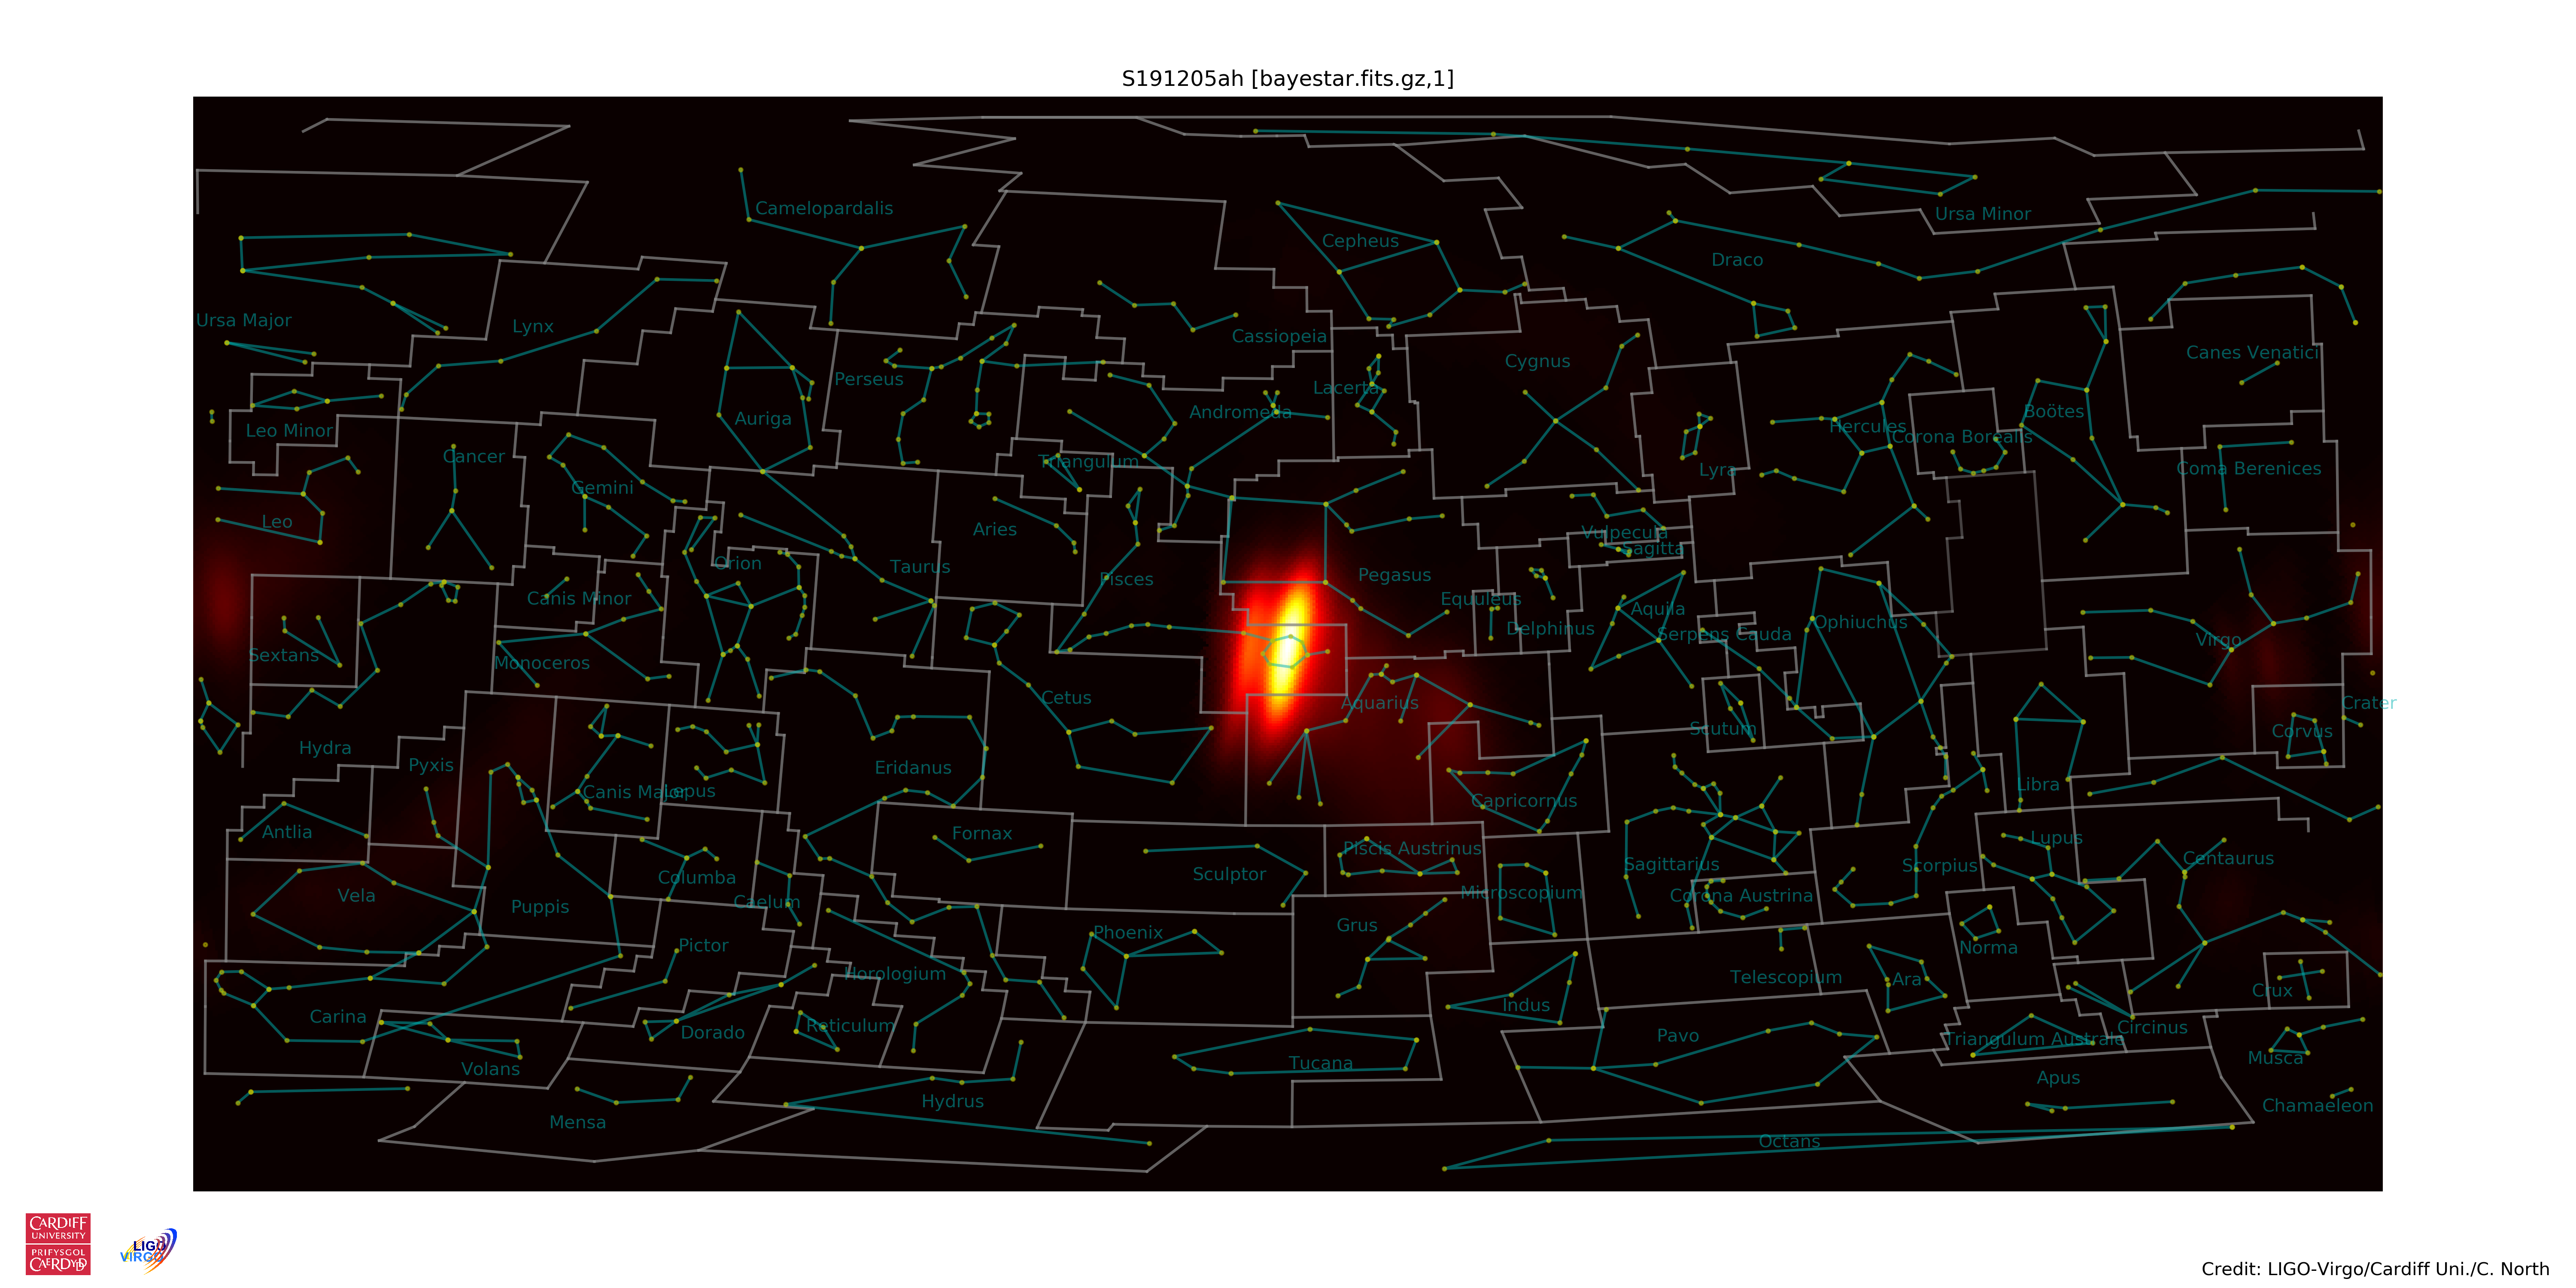 S191205ah [bayestar.fits.gz,1]
Camelopardalis
Ursa Minor
Cepheus
Draco
Ursa Major
Lynx
Cassiopeia
Canes Venatici
Cygnus
Perseus
Lacerta
Auriga
Andromeda
Boötes
Leo Minor
Hercules
Corona Borealis
Cancer
Triangulum
Lyra
Coma Berenices
Gemini
Leo
Aries
Vulpecula
Sagitta
Orion
Taurus
Pisces
Pegasus
Canis Minor
Equuleus
Aquila
Delphinus
Serpens Cauda
Ophiuchus
Virgo
Sextans
Monoceros
Cetus
Aquarius
Crater
Scutum
Corvus
Hydra
Pyxis
Eridanus
Canis Major
Lepus
Capricornus
Libra
Antlia
Fornax
Piscis Austrinus
Lupus
Centaurus
Sagittarius
Scorpius
Columba
Sculptor
Vela
Puppis
Caelum
Microscopium
Corona Austrina
Grus
Phoenix
Pictor
Norma
Horologium
Telescopium
Ara
Crux
Carina
Indus
Dorado
Reticulum
Pavo
Triangulum Australe
Circinus
Musca
Volans
Tucana
Apus
Hydrus
Chamaeleon
Mensa
Octans
CARDIFF
UNIVERSITY
PRIFYSGOL
CAERDYDD
LIGO
VIRGO
Credit: LIGO-Virgo/Cardiff Uni./C. North